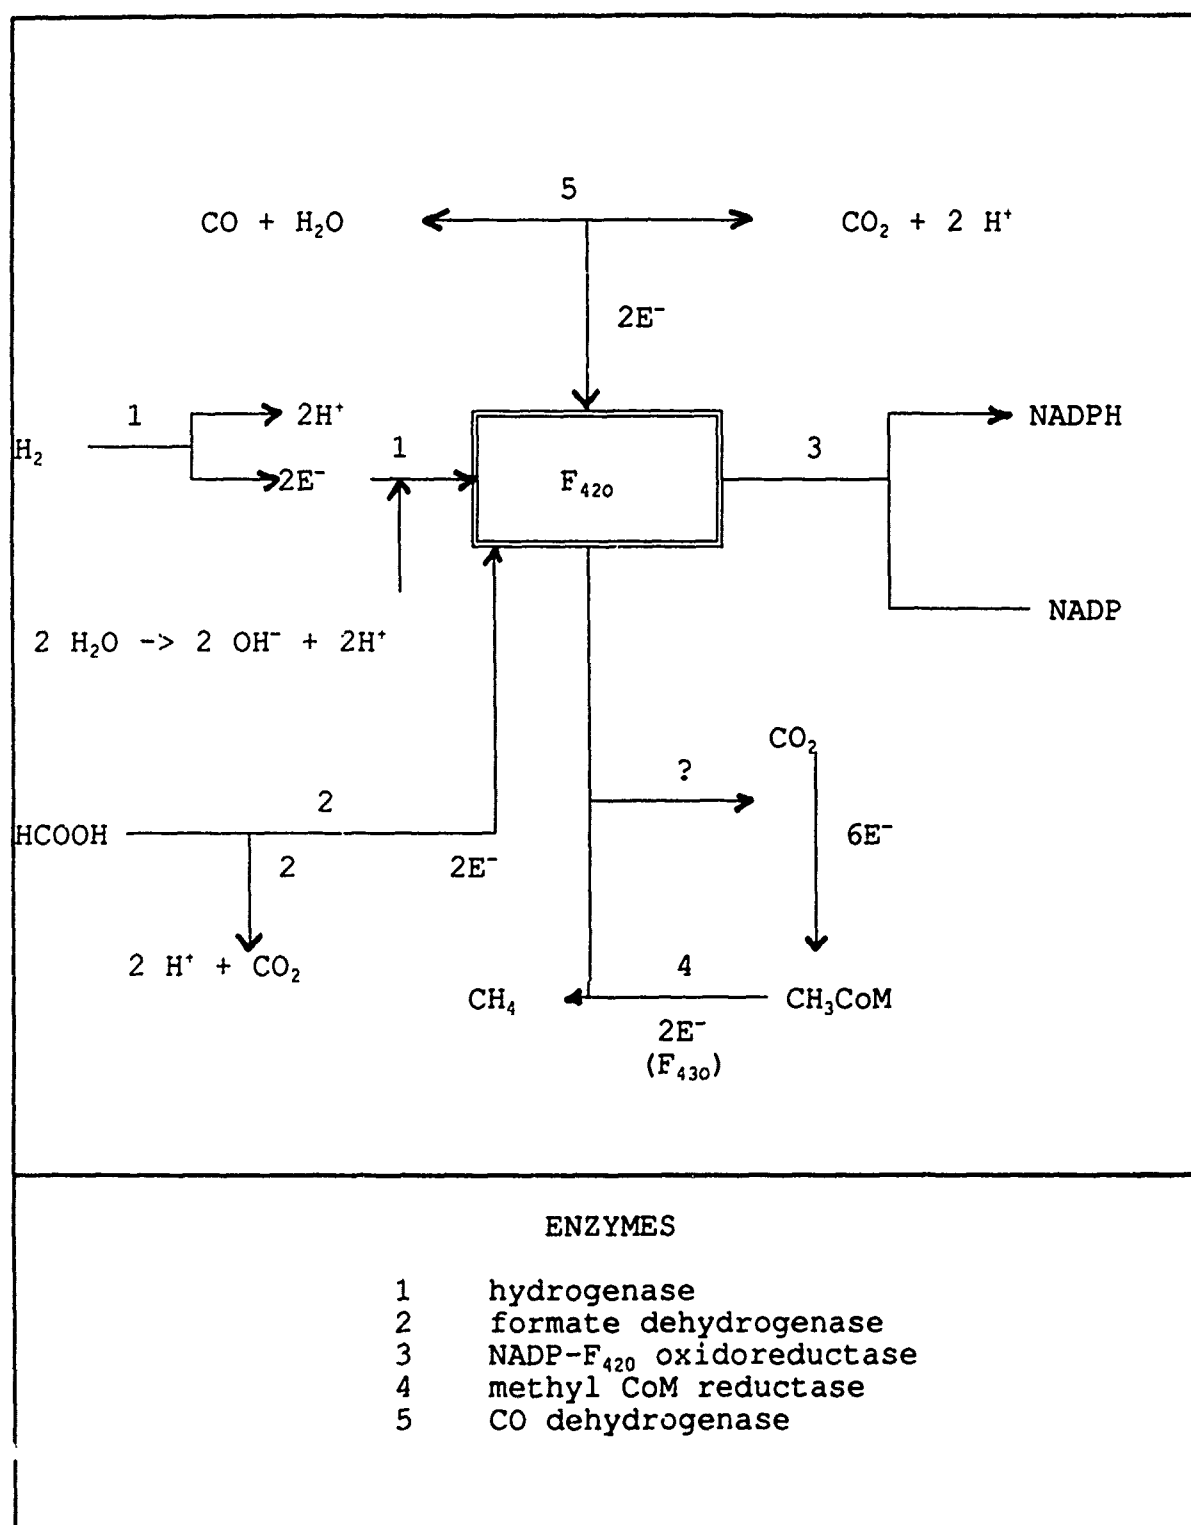 5
CO + H₂O CO₂ + 2 H⁺
2E⁻
1 2H⁺ NADPH
H₂ 1 3
2E⁻ F₄₂₀
NADP
2 H₂O -> 2 OH⁻ + 2H⁺
CO₂
?
2
HCOOH 6E⁻
2 2E⁻
2 H⁺ + CO₂ 4
CH₄ CH₃CoM
2E⁻
(F₄₃₀)
ENZYMES
1 hydrogenase
2 formate dehydrogenase
3 NADP-F₄₂₀ oxidoreductase
4 methyl CoM reductase
5 CO dehydrogenase